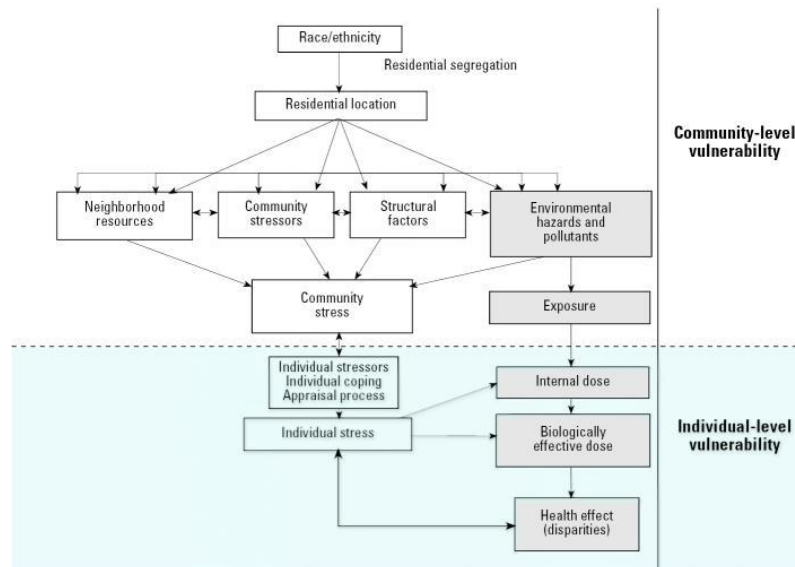 Race/ethnicity
Residential segregation
Residential location
Community-level
vulnerability
Neighborhood
resources
Community
stressors
Structural
factors
Environmental
hazards and
pollutants
Community
stress
Exposure
Individual stressors
Individual coping
Appraisal process
Internal dose
Individual stress
Biologically
effective dose
Individual-level
vulnerability
Health effect
(disparities)